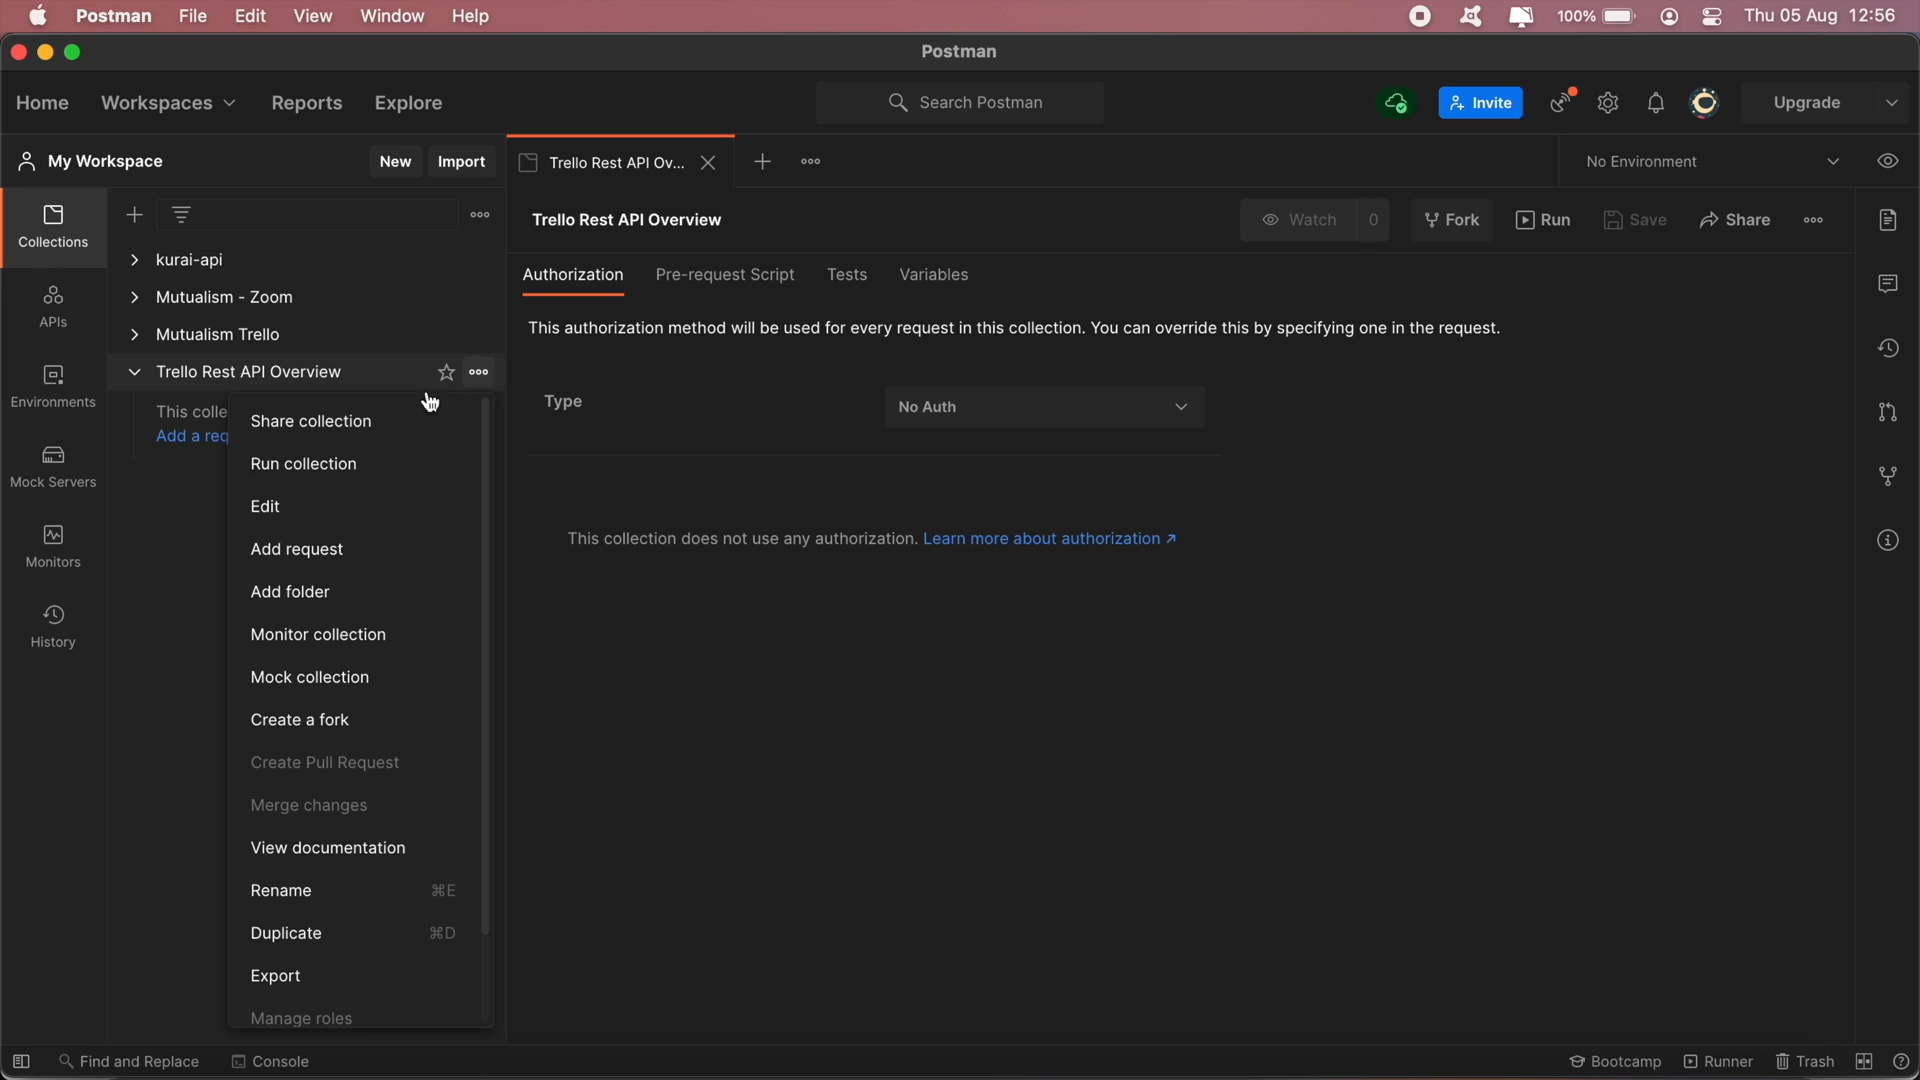 Postman File Edit View Window Help 100% Thu 05 Aug 12:56
Postman
Home Workspaces Reports Explore Search Postman Invite Upgrade
My Workspace New Import Trello Rest API Ov... No Environment
Collections
Trello Rest API Overview Watch 0 Fork Run Save Share
kurai-api
Authorization Pre-request Script Tests Variables
Mutualism - Zoom
APIs
Mutualism Trello
This authorization method will be used for every request in this collection. You can override this by specifying one in the request.
Trello Rest API Overview
Environments
Type No Auth
This colle
Add a req
Share collection
Run collection
Mock Servers
Edit
This collection does not use any authorization. Learn more about authorization ↗
Add request
Monitors
Add folder
Monitor collection
History
Mock collection
Create a fork
Create Pull Request
Merge changes
View documentation
Rename ⌘E
Duplicate ⌘D
Export
Manage roles
Find and Replace Console Bootcamp Runner Trash